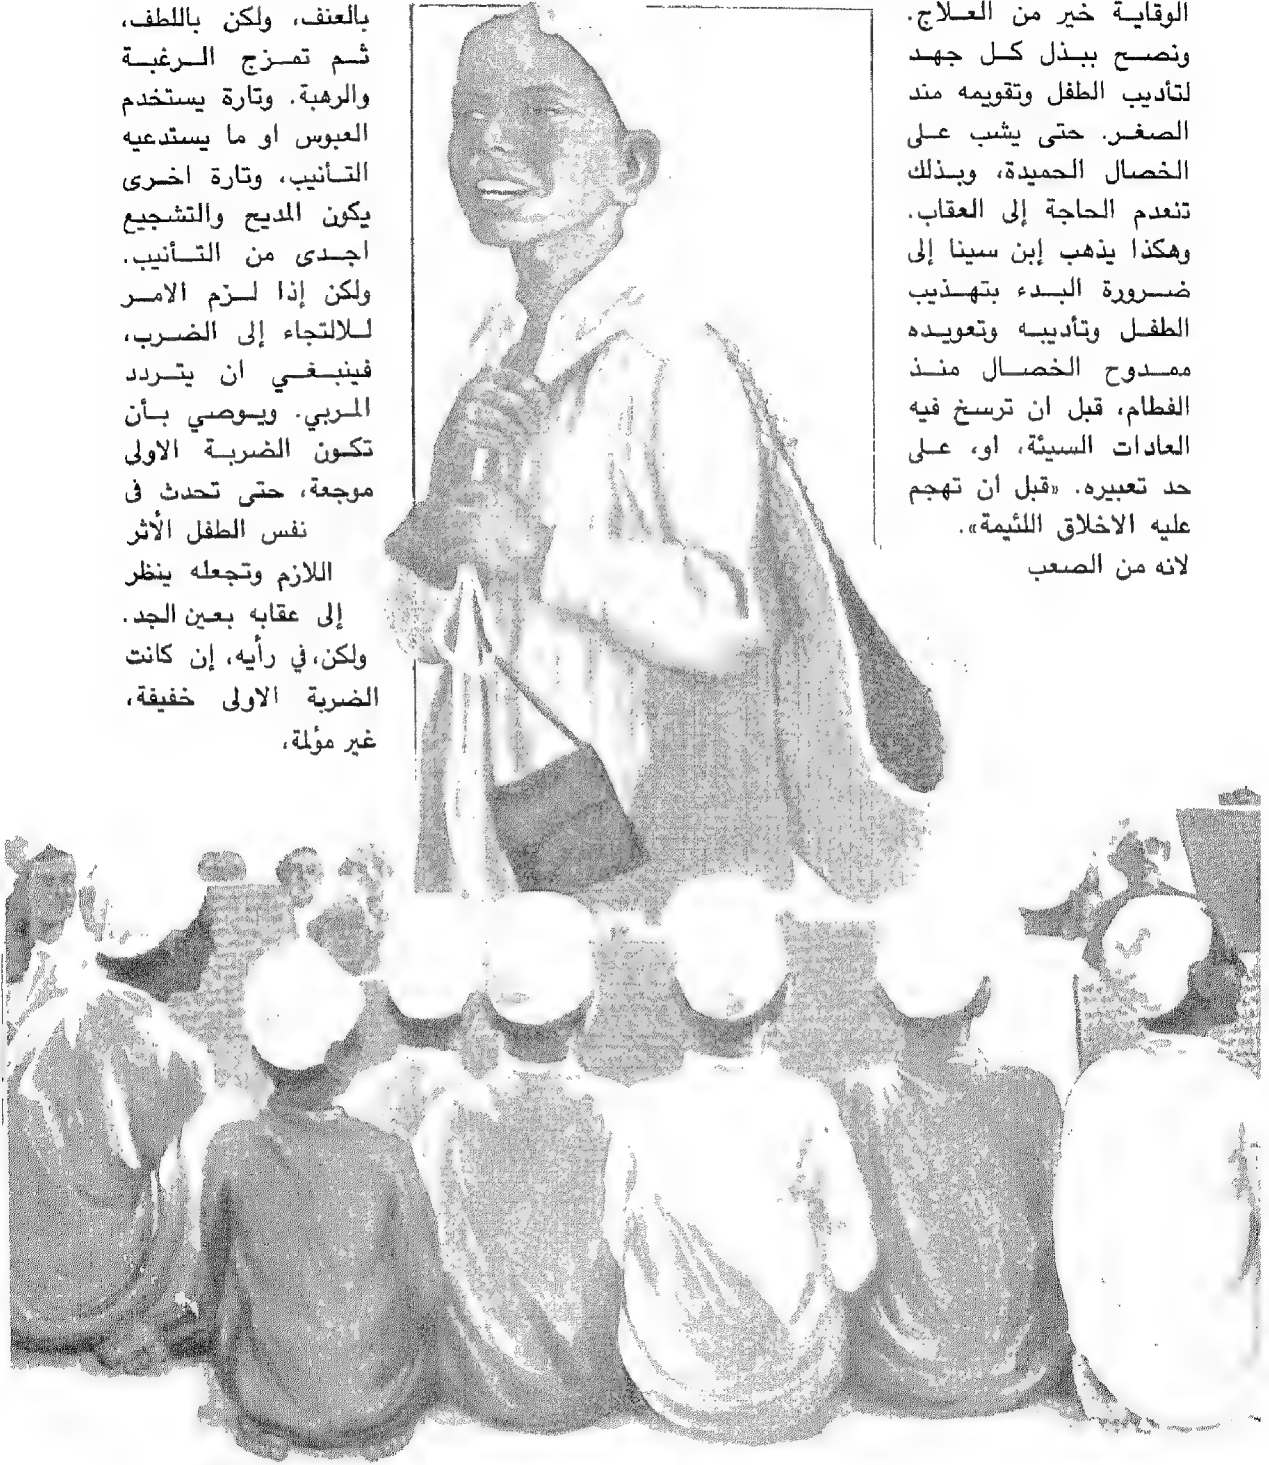 الوقاية خير من العلاج.
ونصح ببذل كل جهد
لتأديب الطفل وتقويمه مند
الصغر. حتى يشب على
الخصال الحميدة، وبذلك
تنعدم الحاجة إلى العقاب.
وهكذا يذهب إبن سينا إلى
ضرورة البدء بتهذيب
الطفل وتأديبه وتعويده
ممدوح الخصال منذ
الفطام، قبل ان ترسخ فيه
العادات السيئة، او، على
حد تعبيره. «قبل ان تهجم
عليه الاخلاق اللئيمة».
لانه من الصعب
بالعنف، ولكن باللطف،
ثم تمزج الرغبة
والرهبة. وتارة يستخدم
العبوس او ما يستدعيه
التأنيب، وتارة اخرى
يكون المديح والتشجيع
اجدى من التأنيب.
ولكن إذا لزم الامر
للالتجاء إلى الضرب،
فينبغي ان يتردد
المربي. ويوصي بأن
تكون الضربة الاولى
موجعة، حتى تحدث في
نفس الطفل الأثر
اللازم وتجعله ينظر
إلى عقابه بعين الجد.
ولكن، في رأيه، إن كانت
الضربة الاولى خفيفة،
غير مؤلمة،